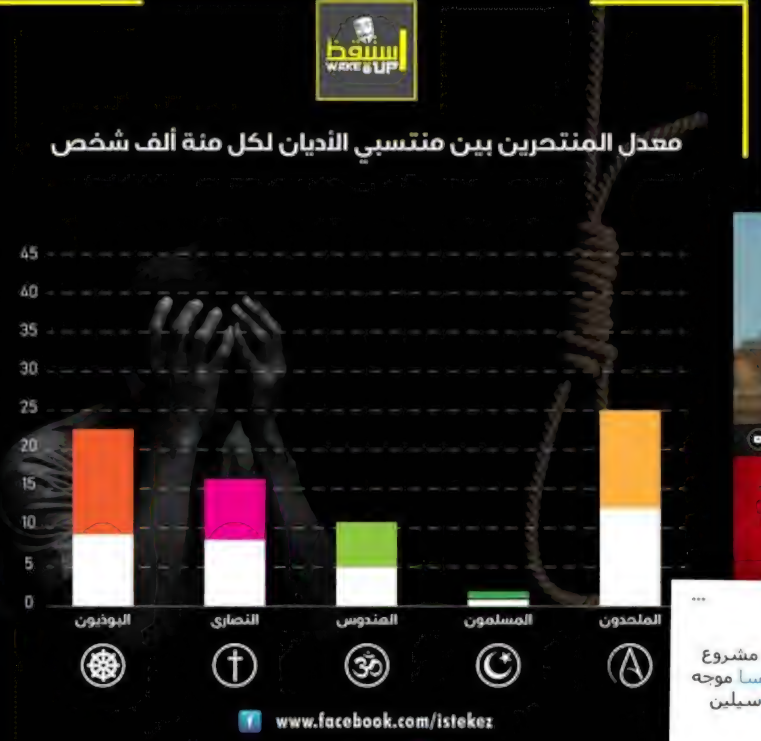 استيقظ
WAKE UP
معدل المنتحرين بين منتسبي الأديان لكل مئة ألف شخص
45
40
35
30
25
20
15
10
5
0
البوذيون
النصارى
الهندوس
المسلمون
الملحدون
www.facebook.com/istekez
...
مشروع
سا موجه
سيلين